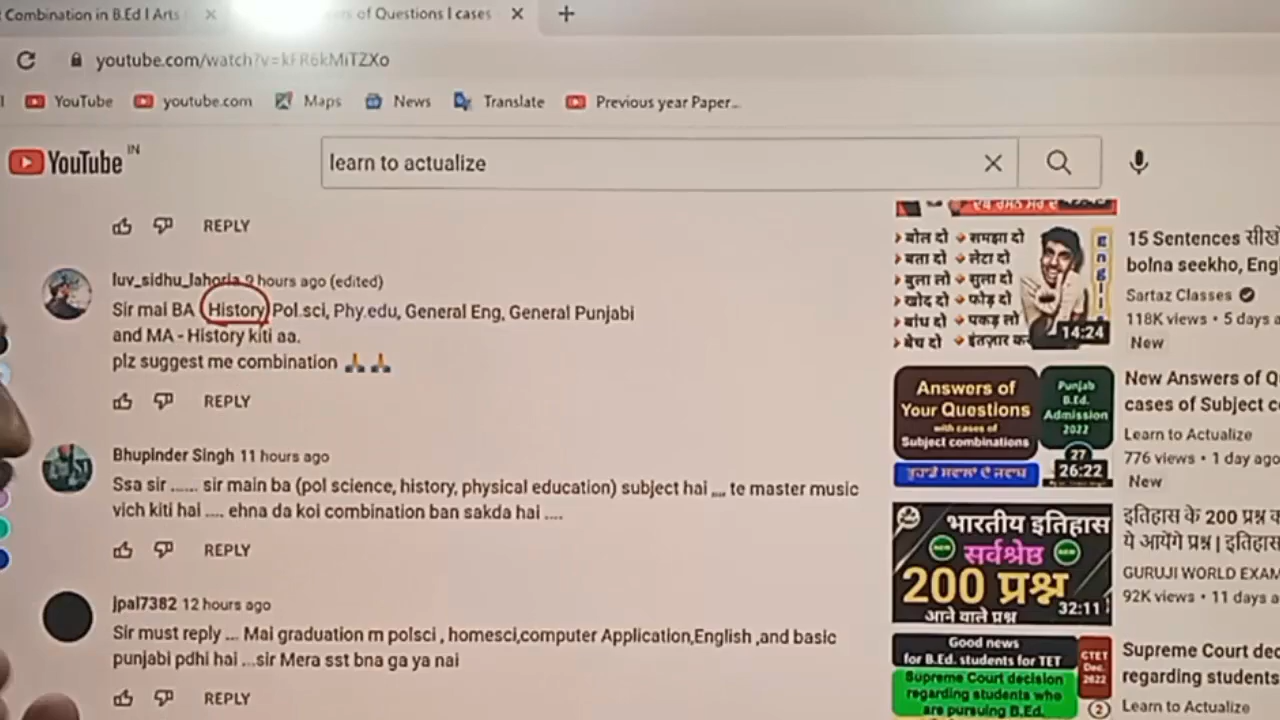 Combination in B.Ed I Arts
of Questions I cases
youtube.com/watch?v=kFR6kMiTZXo
YouTube
youtube.com
Maps
News
Translate
Previous year Paper...
YouTube IN
learn to actualize
REPLY
luv_sidhu_lahoria 9 hours ago (edited)
Sir mai BA History Pol.sci, Phy.edu, General Eng, General Punjabi
and MA - History kiti aa.
plz suggest me combination 🙏🙏
REPLY
Bhupinder Singh 11 hours ago
Ssa sir ...... sir main ba (pol science, history, physical education) subject hai .... te master music
vich kiti hai .... ehna da koi combination ban sakda hai ....
REPLY
jpal7382 12 hours ago
Sir must reply ... Mai graduation m polsci , homesci,computer Application,English ,and basic
punjabi pdhi hai ...sir Mera sst bna ga ya nai
REPLY
बोल दो समझा दो
बता दो लेटा दो
बुला लो सुला दो
खोद दो फोड़ दो
बांध दो पकड़ लो
बेच दो इंतज़ार कर
14:24
15 Sentences सीखो
bolna seekho, Eng
Sartaz Classes
118K views • 5 days a
New
Answers of
Your Questions
with cases of
Subject combinations
Punjab
B.Ed.
Admission
2022
27
26:22
ਤੁਹਾਡੇ ਸਵਾਲਾਂ ਦੇ ਜਵਾਬ
New Answers of Q
cases of Subject c
Learn to Actualize
776 views • 1 day ago
New
भारतीय इतिहास
सर्वश्रेष्ठ
200 प्रश्न
आने वाले प्रश्न
32:11
इतिहास के 200 प्रश्न
ये आयेंगे प्रश्न | इतिहास
GURUJI WORLD EXAM
92K views • 11 days a
Good news
for B.Ed. students for TET
Supreme Court decision
regarding students who
are pursuing B.Ed.
CTET
Dec.
2022
2
Supreme Court dec
regarding students
Learn to Actualize